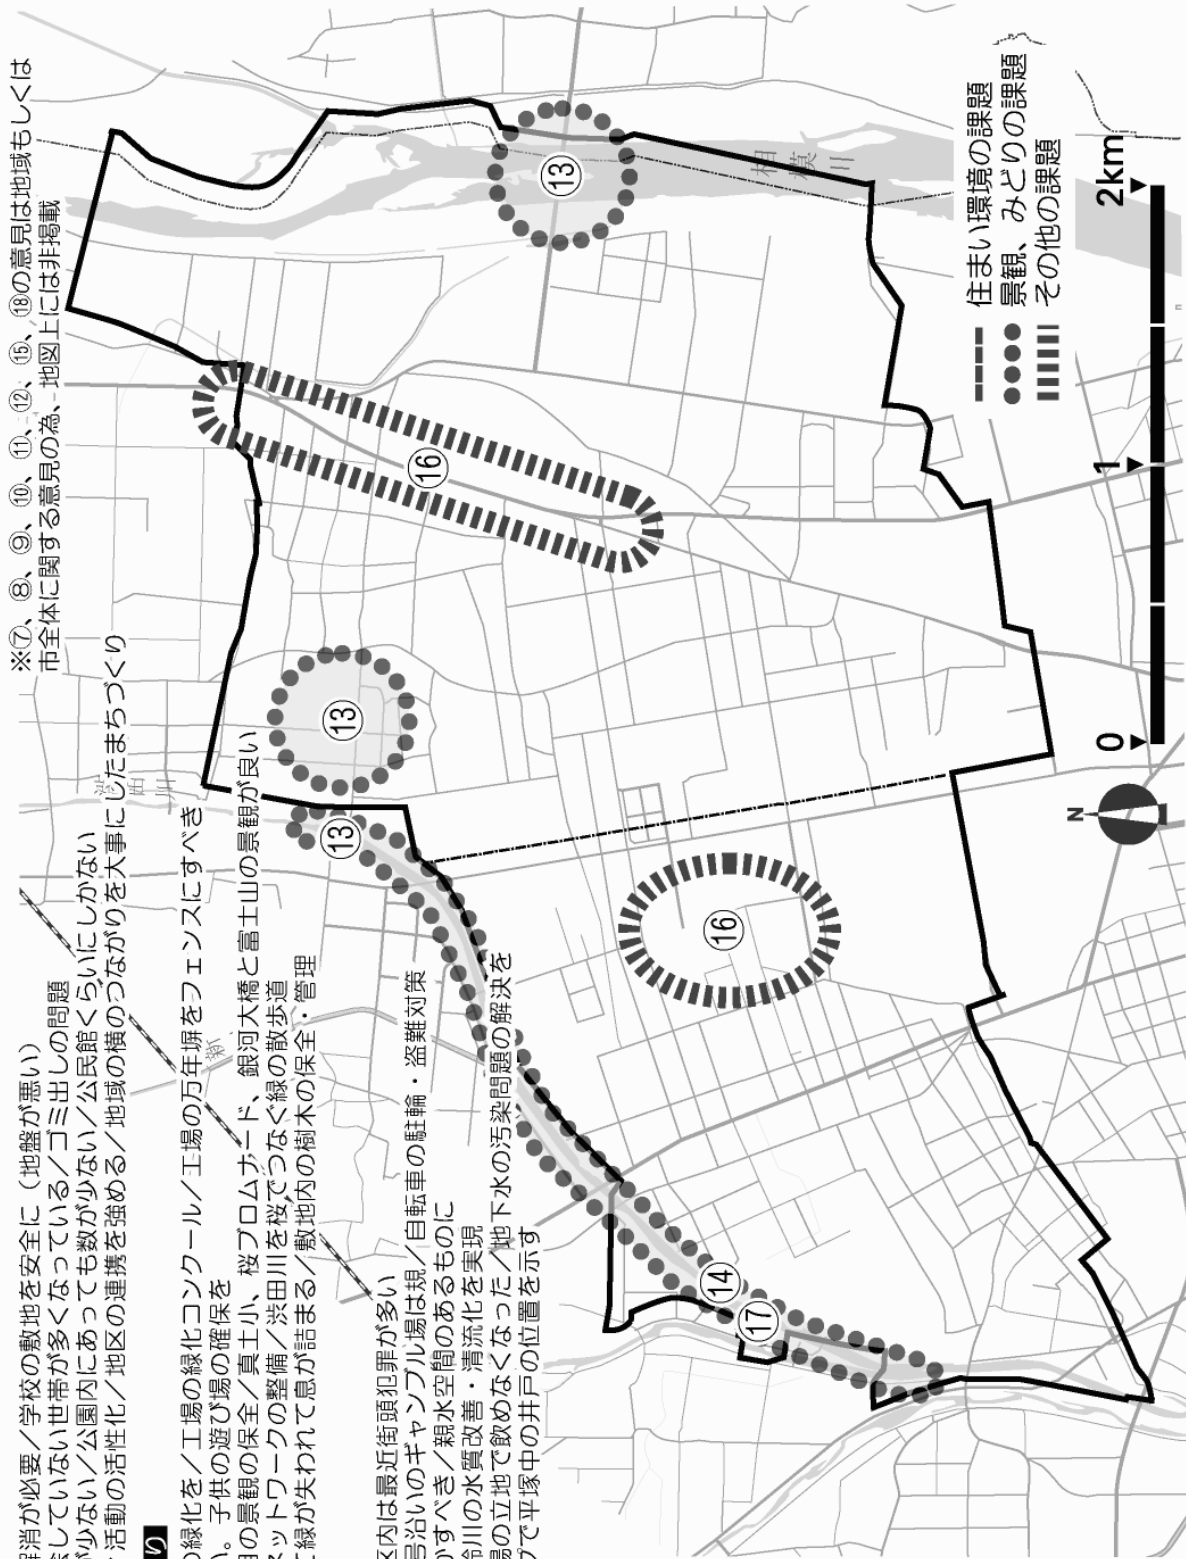 ※⑦、⑧、⑨、⑩、⑪、⑫、⑮、⑱の意見は地域もしくは
市全体に関する意見の為、地図上には非掲載
解消が必要／学校の敷地を安全に（地盤が悪い）
していない世帯が多くなっている／ゴミ出しの問題
が少ない／公園内にあっても数が少ない／公民館くらいにしかない
活動の活性化／地区の連携を強める／地域の横のつながりを大事にしたまちづくり
り
の緑化を／工場の緑化コンクール／工場の万年塀をフェンスにすべき
い。子供の遊び場の確保を
の景観の保全／真土小、桜プロムナード、銀河大橋と富士山の景観が良い
ネットワークの整備／渋田川を桜でつなぐ緑の散歩道
緑が失われて息が詰まる／敷地内の樹木の保全・管理
区内は最近街頭犯罪が多い
号沿いのギャンブル場は規／自転車の駐輪・盗難対策
かすべき／親水空間のあるものに
鈴川の水質改善・清流化を実現
場の立地で飲めなくなった／地下水の汚染問題の解決を
プで平塚中の井戸の位置を示す
新
川
相模川
⑬
⑬
⑬
⑭
⑯
⑯
⑰
住まい環境の課題
景観、みどりの課題
その他の課題
N
0
1
2km